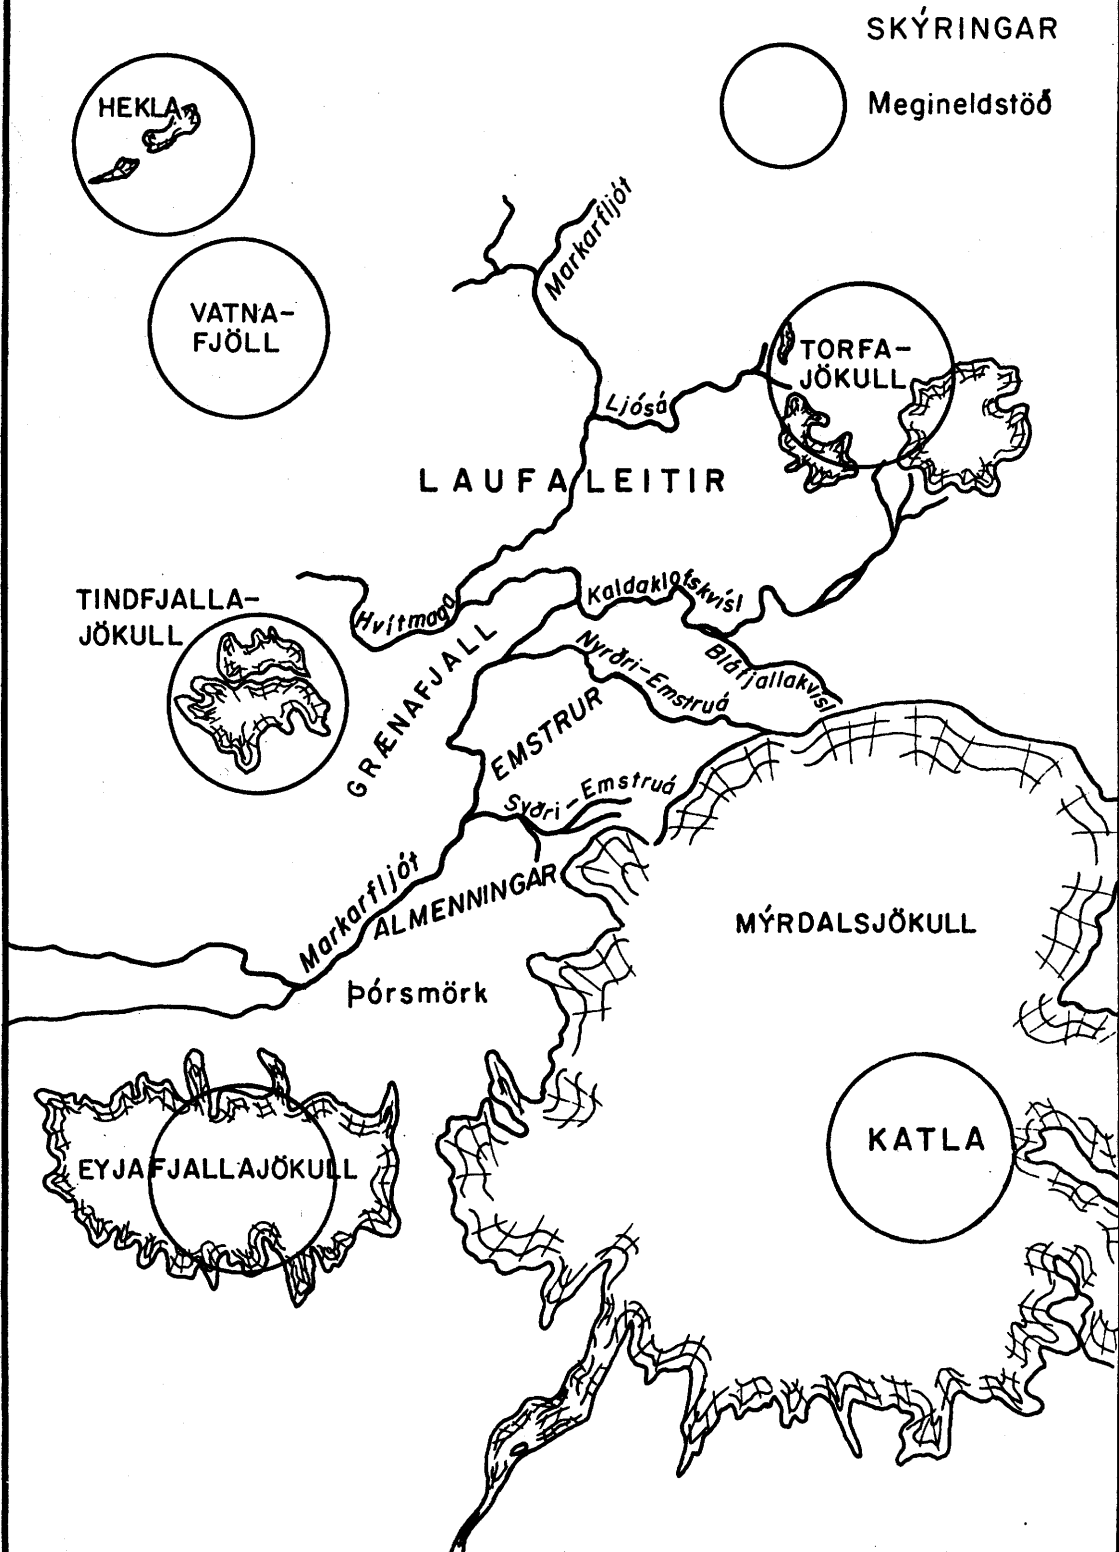 SKÝRINGAR
Megineldstöð
HEKLA
VATNA-
FJÖLL
Markarfljót
TORFA-
JÖKULL
Ljósá
LAUFALEITIR
TINDFJALLA-
JÖKULL
Hvítmaga
Kaldaklofskvísl
GRÆNAFJALL
Nyrðri-Emstruá
Bláfjallakvísl
EMSTRUR
Syðri-Emstruá
Markarfljót
ALMENNINGAR
MÝRDALSJÖKULL
Þórsmörk
KATLA
EYJAFJALLAJÖKULL